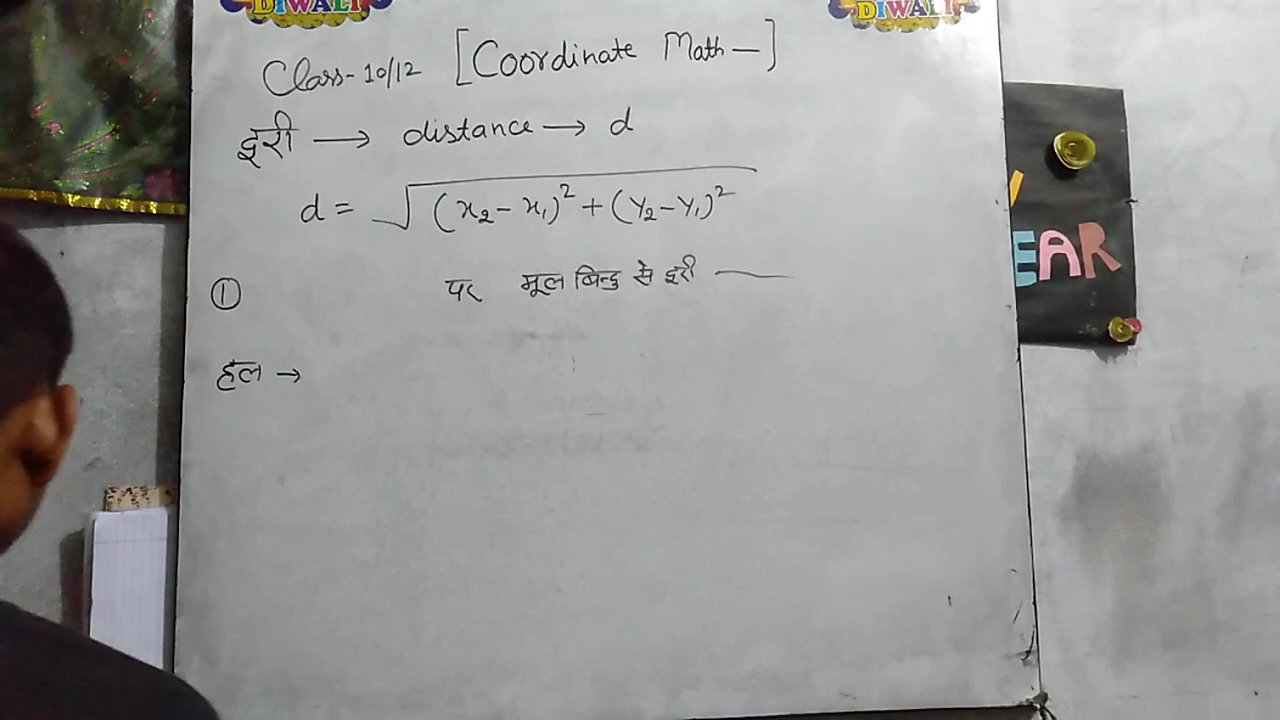 DIWALI DIWALI
Class-10/12 [Coordinate Math-]
दूरी → distance → d
d = √(x₂-x₁)² + (y₂-y₁)²
① पर मूल बिन्दु से दूरी —
हल →
EAR